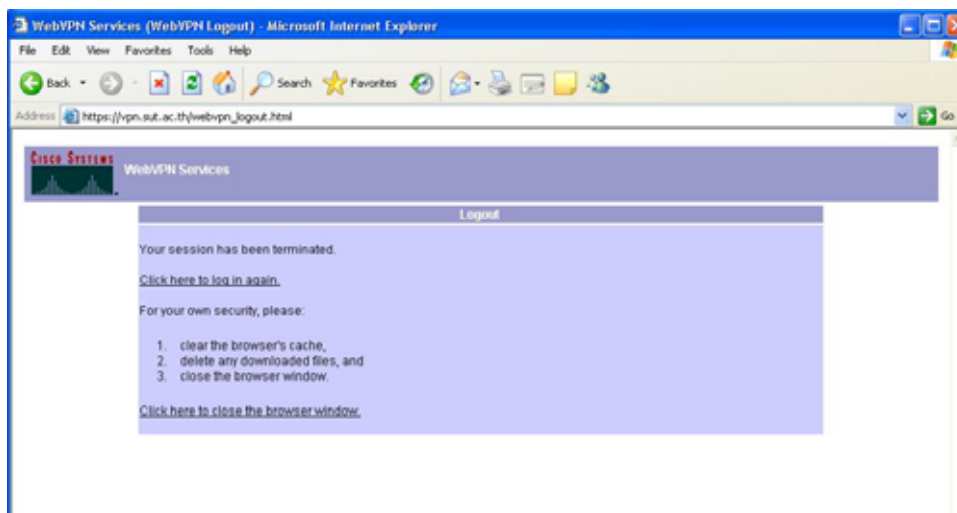 WebVPN Services (WebVPN Logout) - Microsoft Internet Explorer
File Edit View Favorites Tools Help
Back Search Favorites
Address https://vpn.sut.ac.th/webvpn_logout.html Go
CISCO SYSTEMS
WebVPN Services
Logout
Your session has been terminated.
Click here to log in again.
For your own security, please:
1. clear the browser's cache,
2. delete any downloaded files, and
3. close the browser window.
Click here to close the browser window.